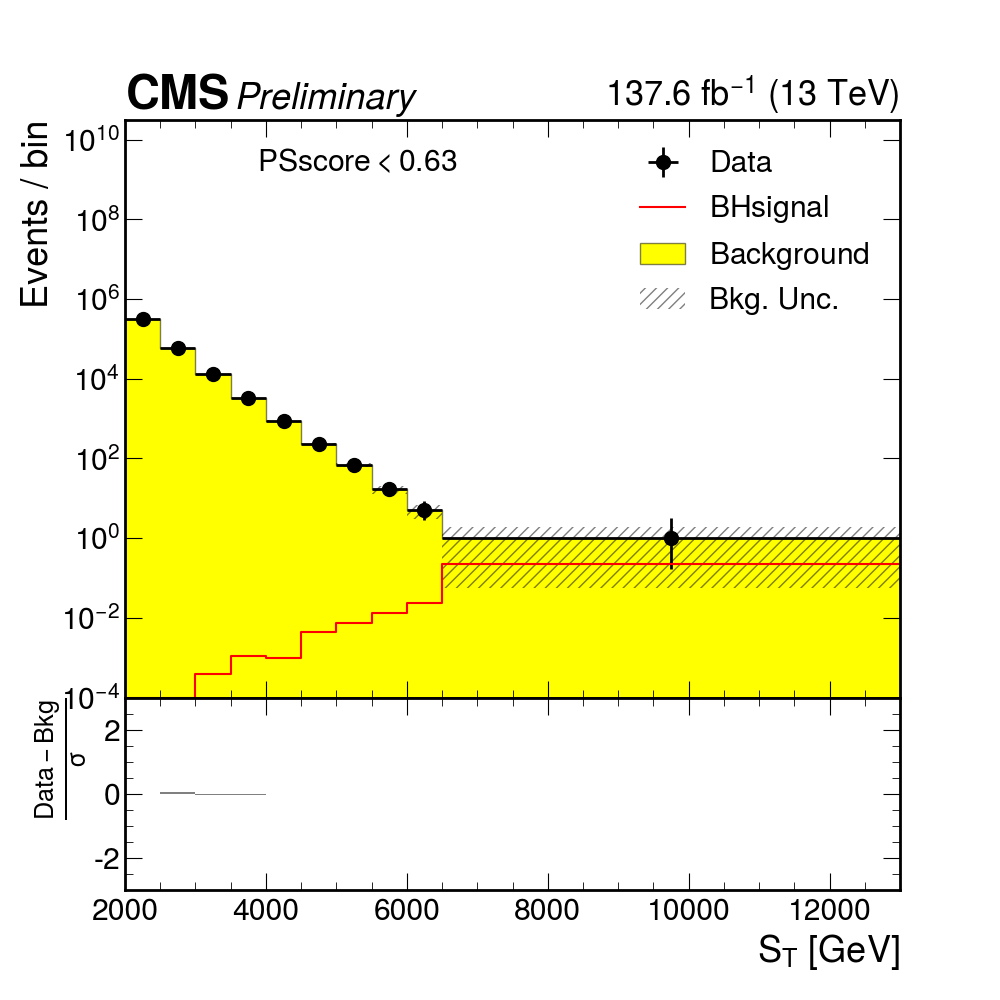 CMS Preliminary
137.6 fb⁻¹ (13 TeV)
Events / bin
10¹⁰
10⁸
10⁶
10⁴
10²
10⁰
10⁻²
10⁻⁴
PSscore < 0.63
Data
BHsignal
Background
Bkg. Unc.
Data − Bkg
σ
2
0
-2
2000 4000 6000 8000 10000 12000
S_T [GeV]